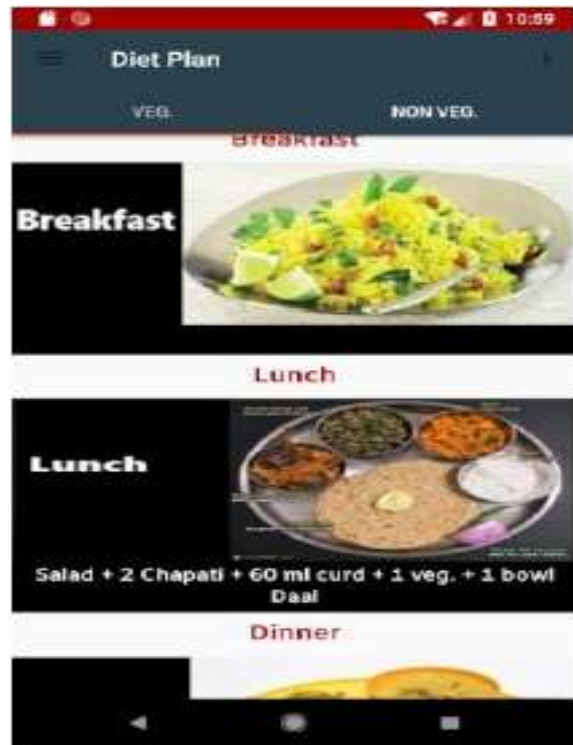 10:59
Diet Plan
VEG.
NON VEG.
Breakfast
Breakfast
Lunch
Lunch
Salad + 2 Chapati + 60 ml curd + 1 veg. + 1 bowl
Daal
Dinner